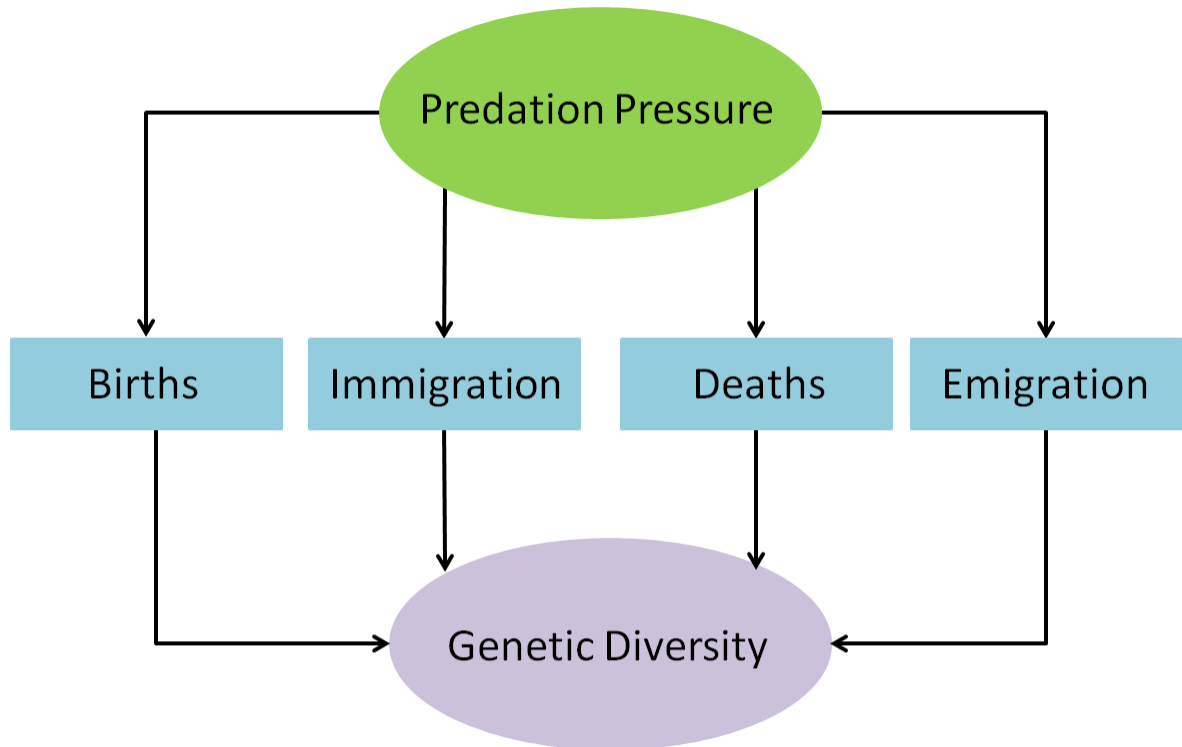 Predation Pressure
Births
Immigration
Deaths
Emigration
Genetic Diversity